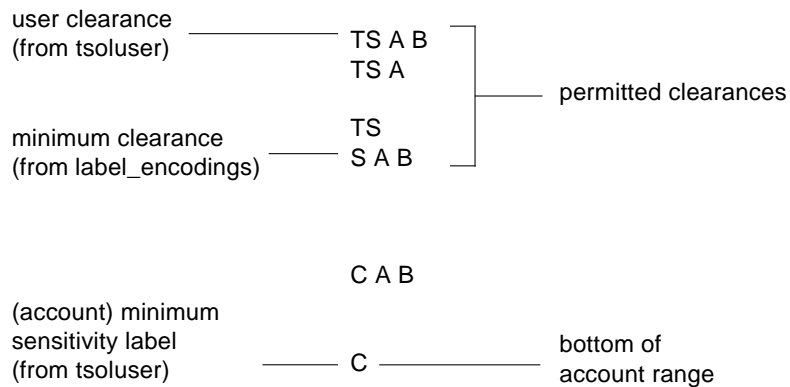 user clearance
(from tsoluser)
TS A B
TS A
permitted clearances
TS
minimum clearance
(from label_encodings)
S A B
C A B
(account) minimum
sensitivity label
(from tsoluser)
C
bottom of
account range